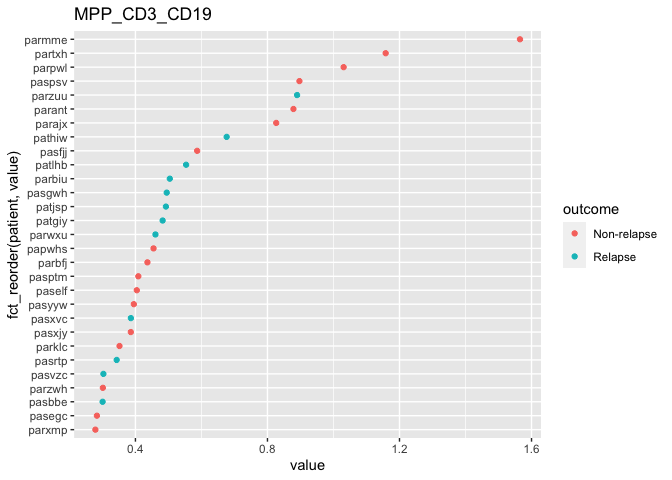 MPP_CD3_CD19
parmme
partxh
parpwl
paspsv
parzuu
parant
parajx
pathiw
pasfjj
patlhb
parbiu
pasgwh
patjsp
patgiy
parwxu
papwhs
parbfj
pasptm
paself
pasyyw
pasxvc
pasxjy
parklc
pasrtp
pasvzc
parzwh
pasbbe
pasegc
parxmp
fct_reorder(patient, value)
0.4 0.8 1.2 1.6
value
outcome
Non-relapse
Relapse